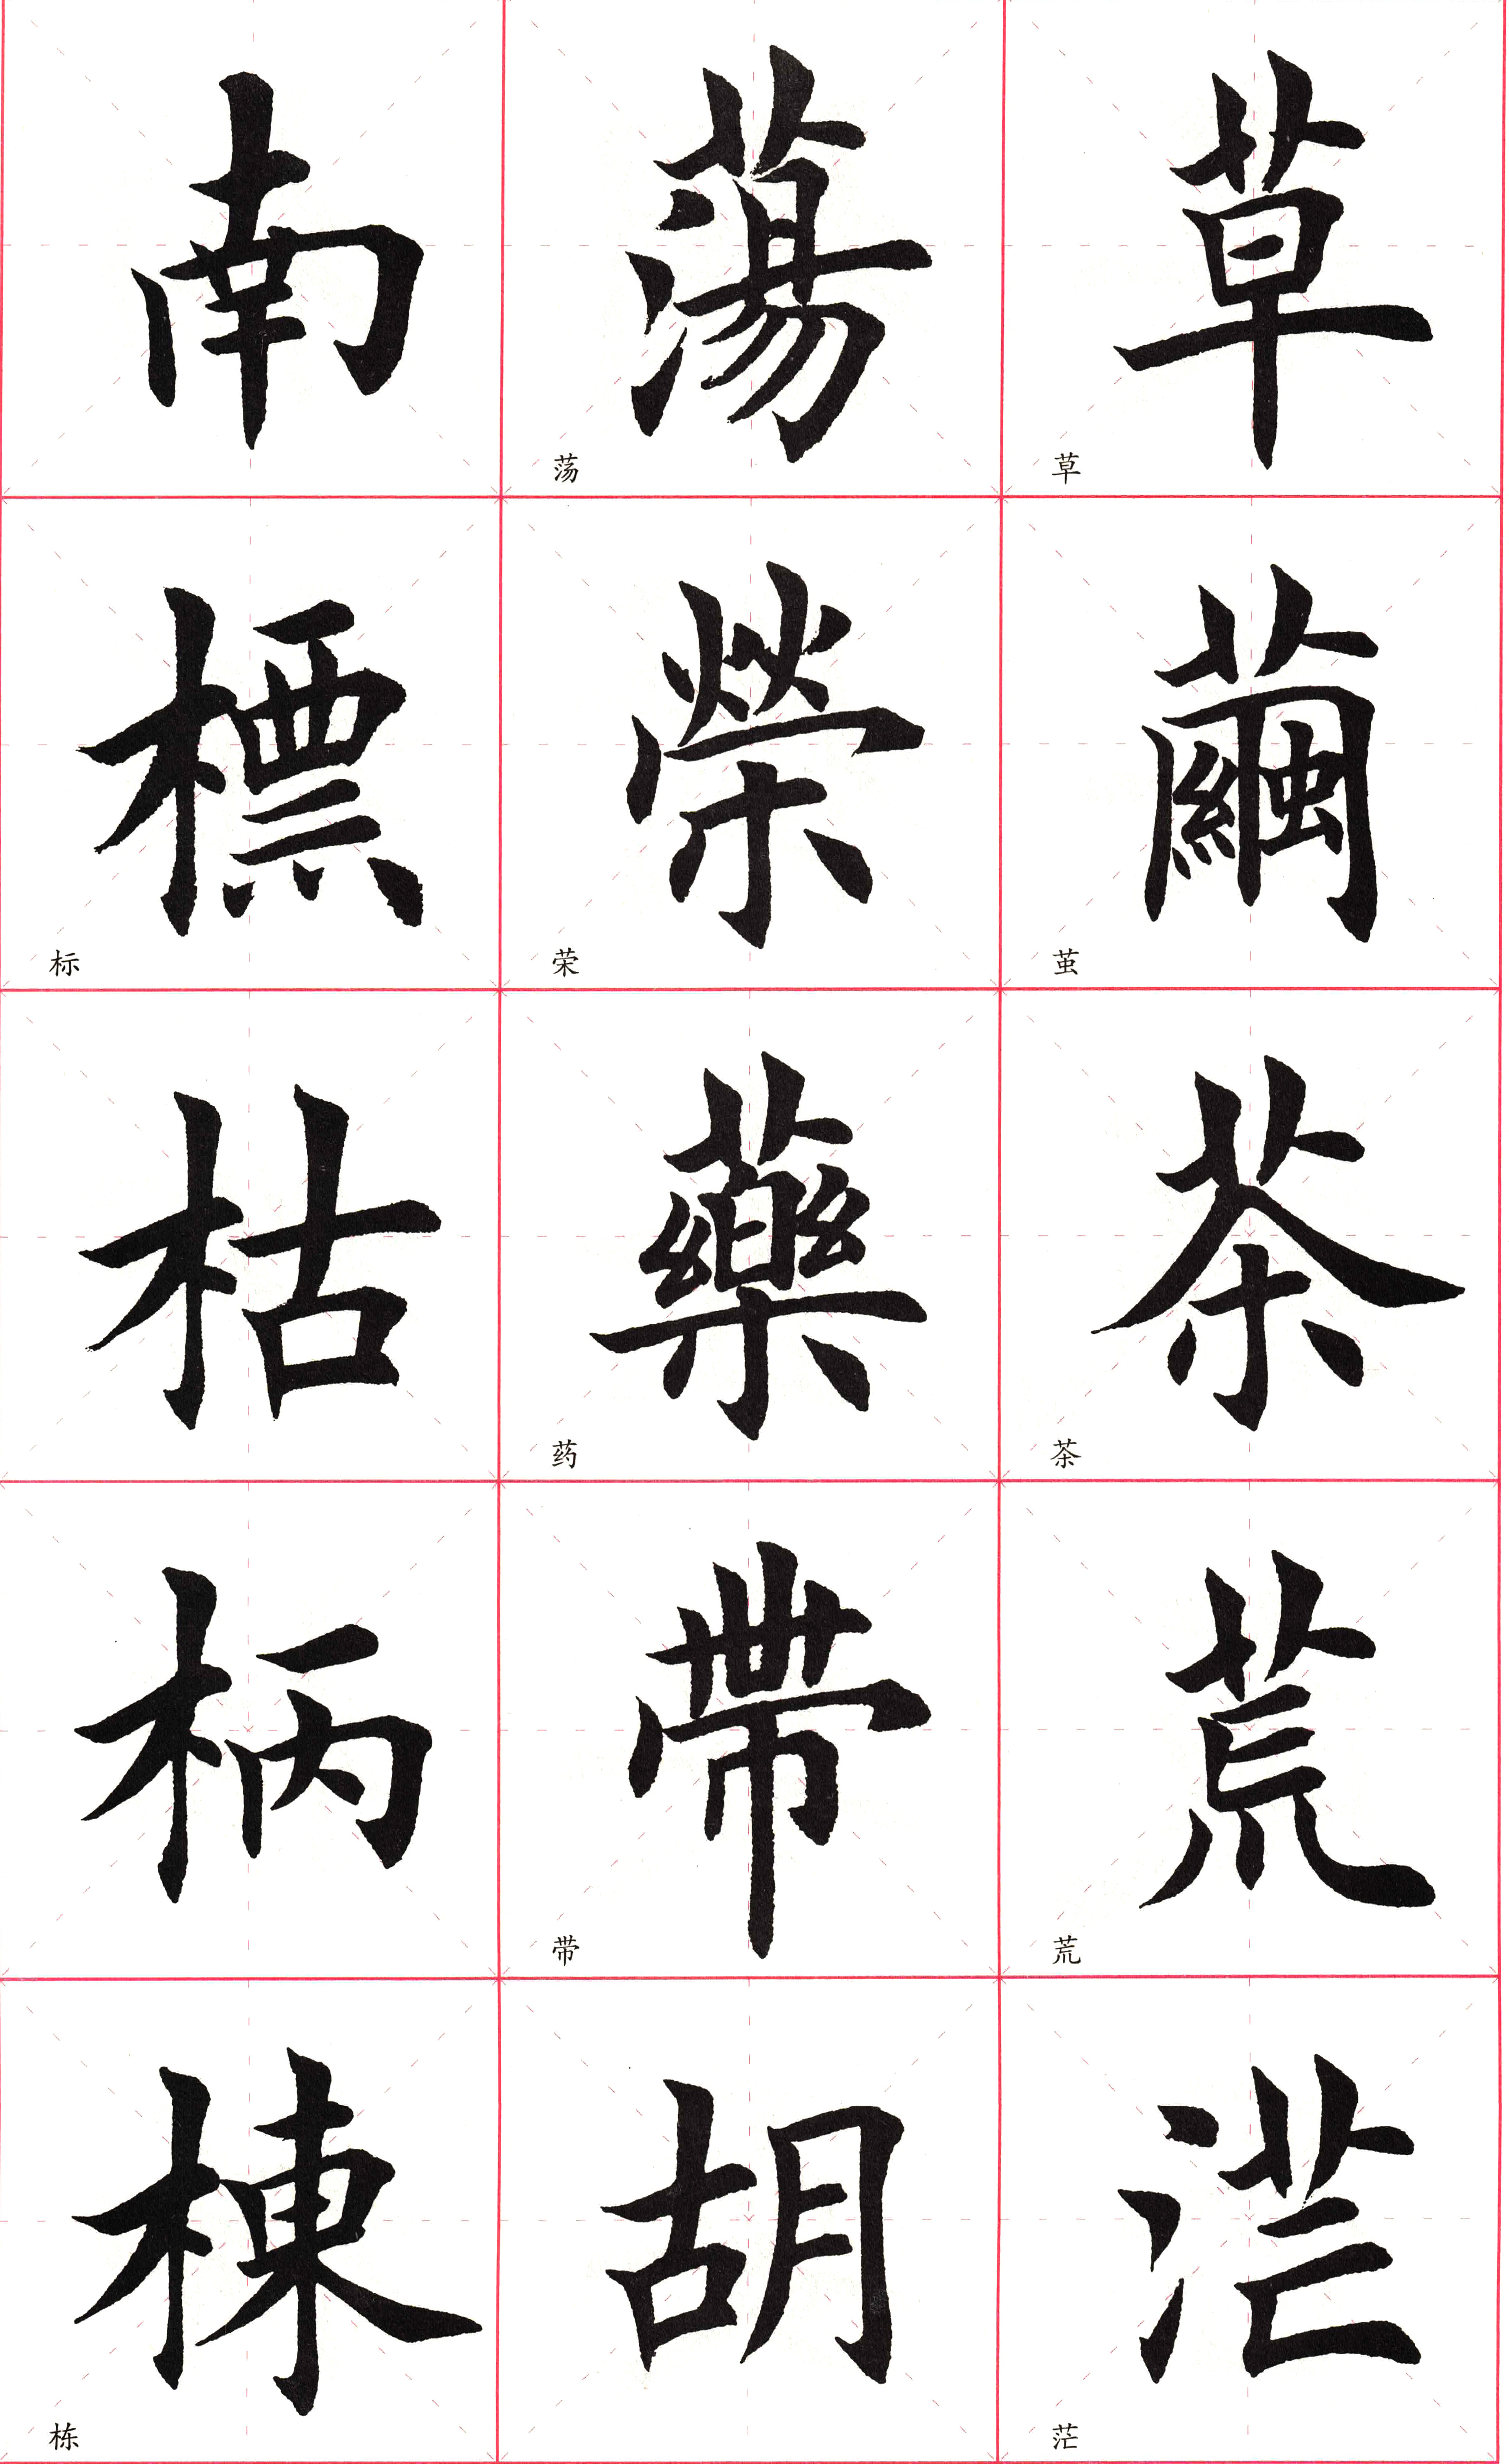 草 草 繭 茧 茶 茶 荒 荒 茫 茫
蕩 荡 榮 荣 藥 药 帶 带 胡
南 標 标 枯 柄 棟 栋